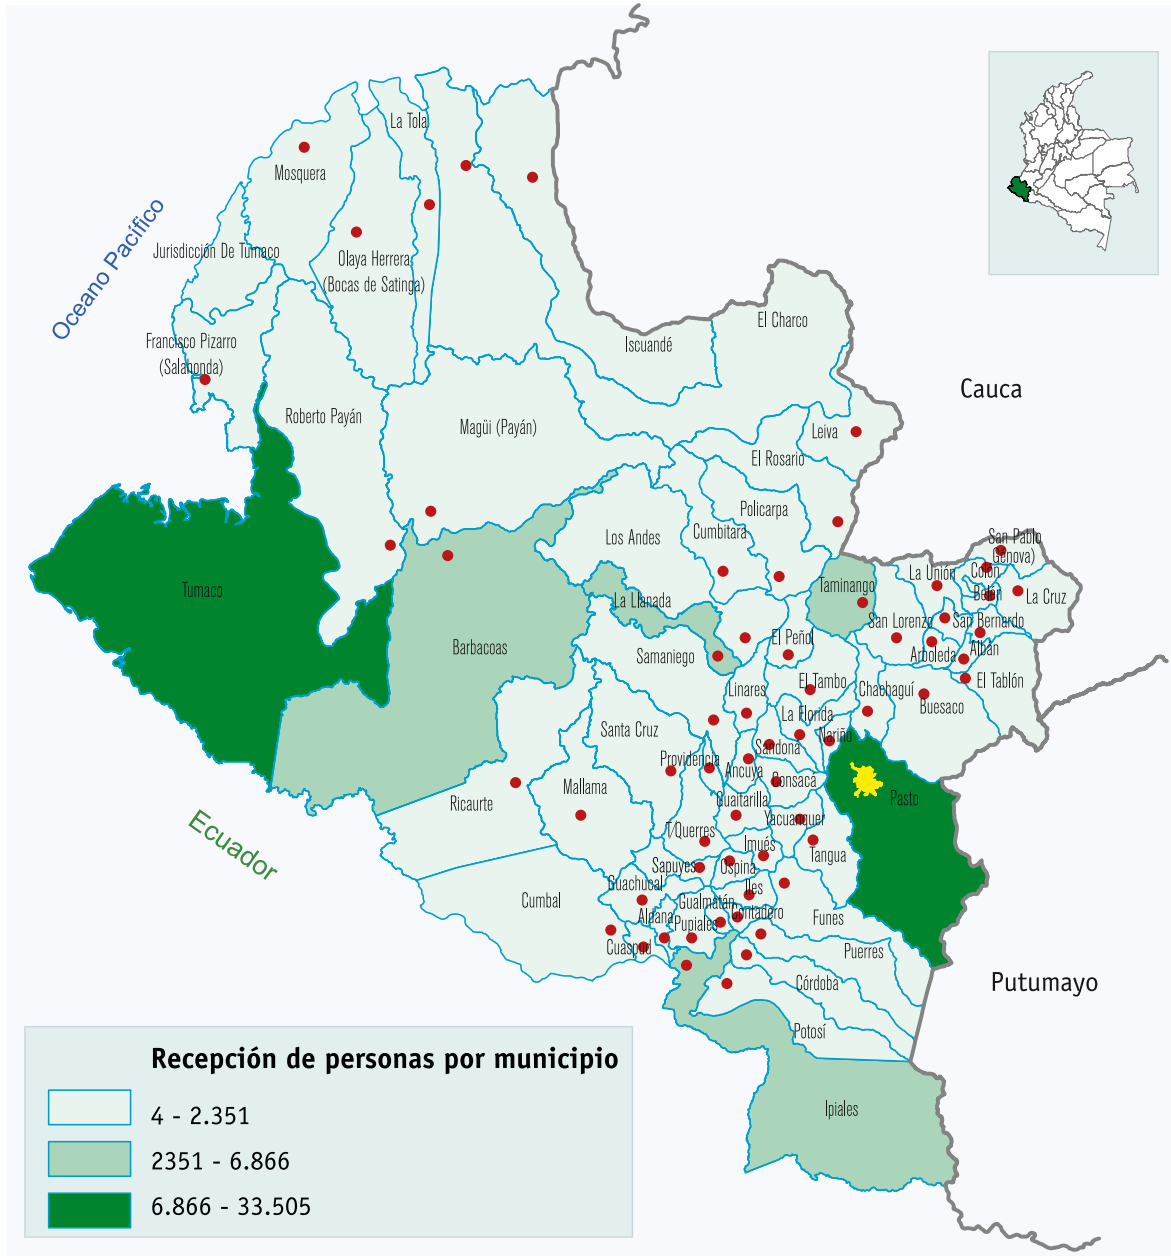 La Tola
Mosquera
Oceano Pacífico
Jurisdicción De Tumaco
Olaya Herrera
(Bocas de Satinga)
El Charco
Francisco Pizarro
(Salahonda)
Iscuandé
Cauca
Roberto Payán
Magüi (Payán)
Leiva
El Rosario
Policarpa
Cumbitara
Los Andes
San Pablo
Génova)
Colón
La Unión
Taminango
Belén
La Cruz
Tumaco
La Llanada
San Lorenzo
San Bernardo
El Peñol
Barbacoas
Samaniego
Arboleda
Albán
El Tambo
El Tablón
Linares
Chachaguí
Buesaco
La Florida
Santa Cruz
Nariño
Sandoná
Providencia
Ancuya
Consaca
Mallama
Ricaurte
Guaitarilla
Pasto
Yacuanquer
Ecuador
T/Querres
Imués
Tangua
Sapuyes
Ospina
Guachucal
Iles
Cumbal
Gualmatán
Contadero
Aldana
Pupiales
Funes
Cuaspud
Puerres
Córdoba
Putumayo
Potosí
Ipiales
Recepción de personas por municipio
4 - 2.351
2351 - 6.866
6.866 - 33.505